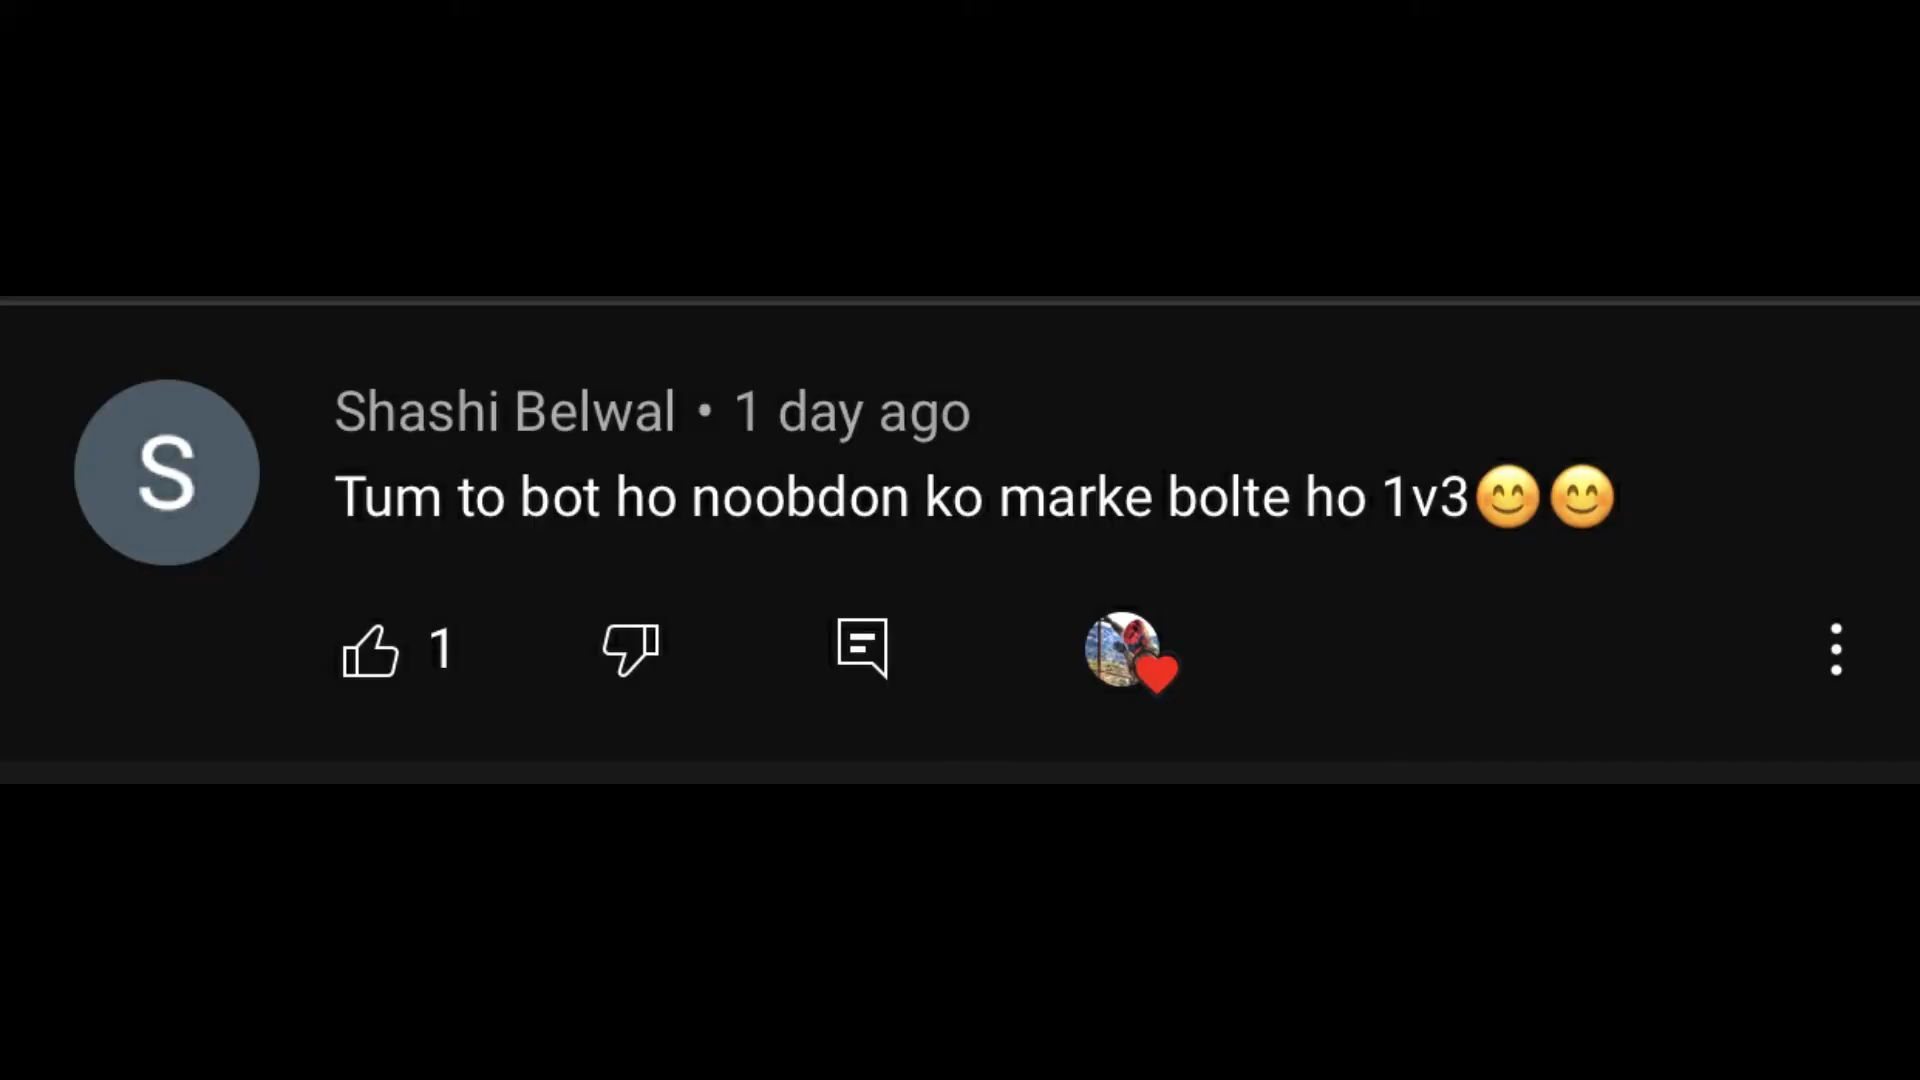 S
Shashi Belwal • 1 day ago
Tum to bot ho noobdon ko marke bolte ho 1v3😊😊
1